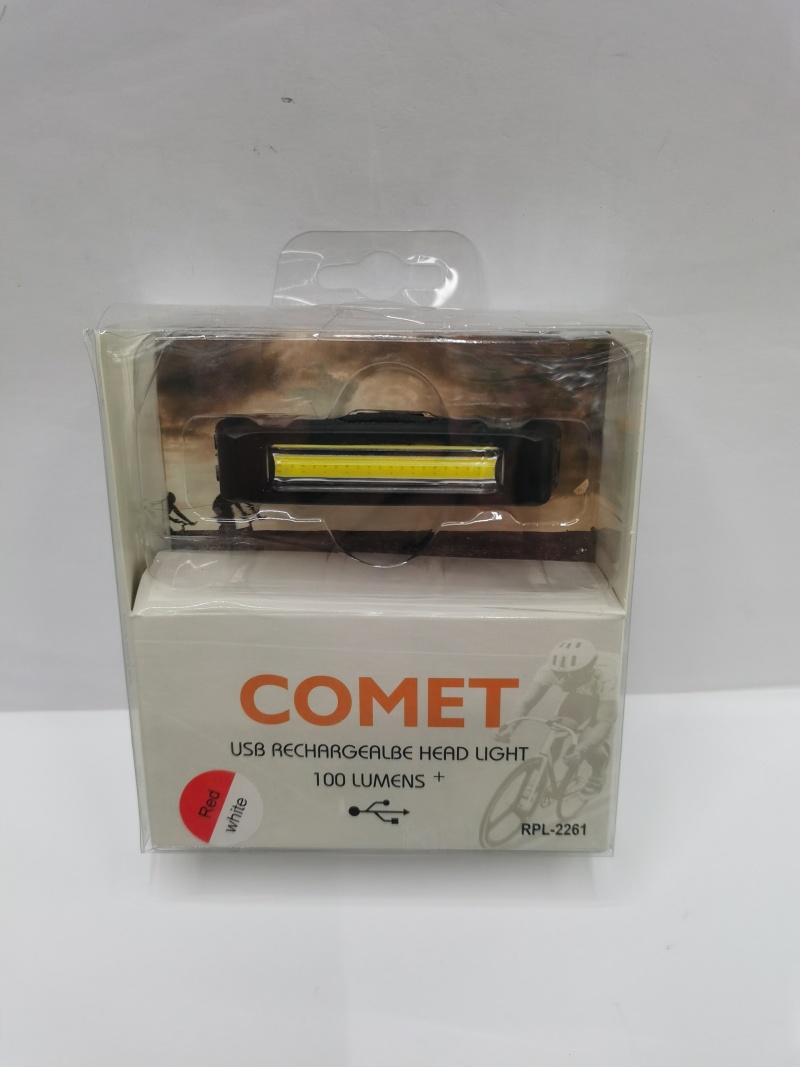 COMET
USB RECHARGEALBE HEAD LIGHT
100 LUMENS +
Red
white
RPL-2261